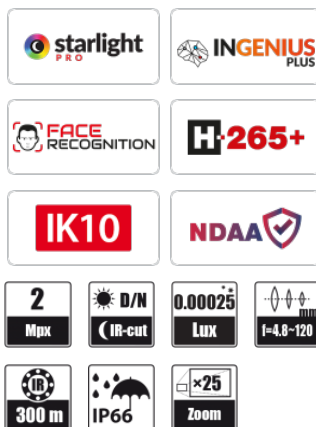 starlight
PRO
INGENIUS
PLUS
FACE
RECOGNITION
H.265+
IK10
NDAA
2
Mpx
D/N
IR-cut
0.00025
Lux
f=4.8~120
IR
300 m
IP66
×25
Zoom